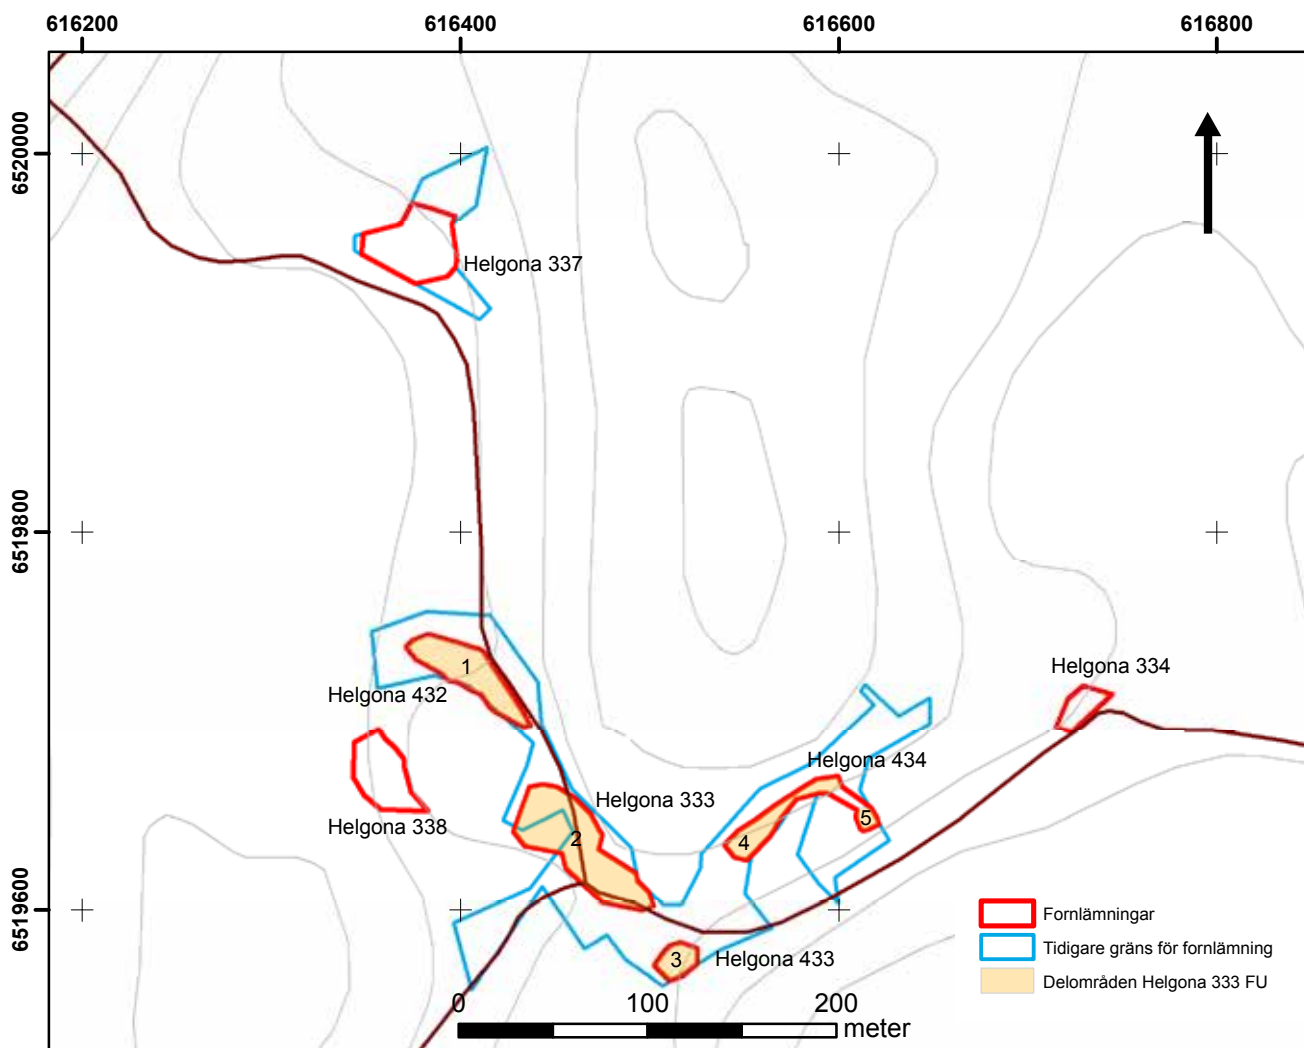 616200
616400
616600
616800
6520000
Helgona 337
6519800
Helgona 334
1
Helgona 432
Helgona 434
Helgona 333
5
Helgona 338
2
4
6519600
Fornlämningar
Tidigare gräns för fornlämning
3
Helgona 433
Delområden Helgona 333 FU
0
100
200
meter